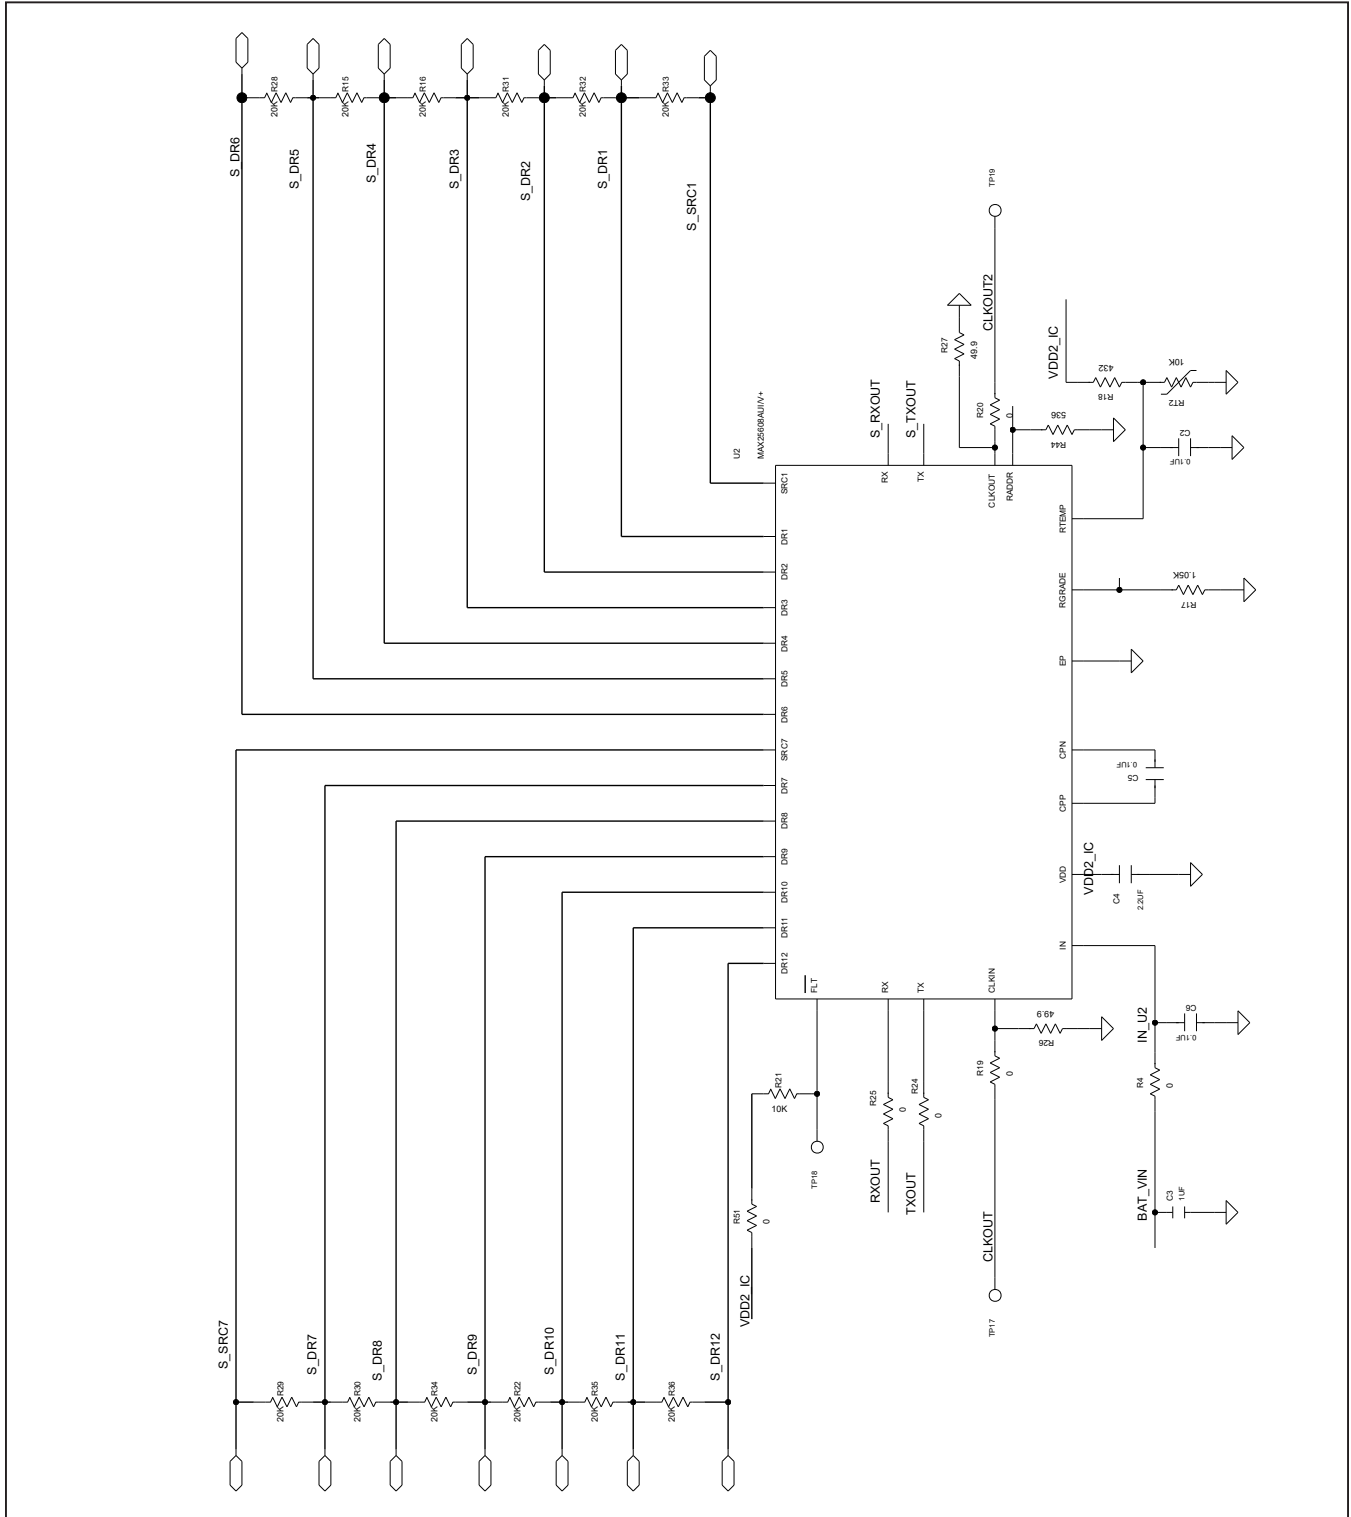 R28
20K
R15
20K
R16
20K
R31
20K
R32
20K
R33
20K
S_DR6
S_DR5
S_DR4
S_DR3
S_DR2
S_DR1
S_SRC1
TP19
CLKOUT2
R27
49.9
VDD2_IC
432
R18
10K
RT2
R20
0
536
R44
C2
0.1UF
S_RXOUT
S_TXOUT
U2
MAX25608AUI/V+
SRC1
RX
TX
CLKOUT
RADDR
DR1
DR2
DR3
DR4
DR5
DR6
SRC7
DR7
DR8
DR9
DR10
DR11
DR12
RTEMP
RGRADE
EP
CPN
CPP
VDD
IN
1.05K
R17
0.1UF
C5
VDD2_IC
C4
2.2UF
FLT
RX
TX
CLKIN
49.9
R26
IN_U2
C6
0.1UF
R21
10K
R25
0
R24
0
R19
0
R4
0
TP18
RXOUT
TXOUT
R51
0
BAT_VIN
C3
1UF
CLKOUT
VDD2_IC
TP17
S_SRC7
S_DR7
S_DR8
S_DR9
S_DR10
S_DR11
S_DR12
R29
20K
R30
20K
R34
20K
R22
20K
R35
20K
R36
20K